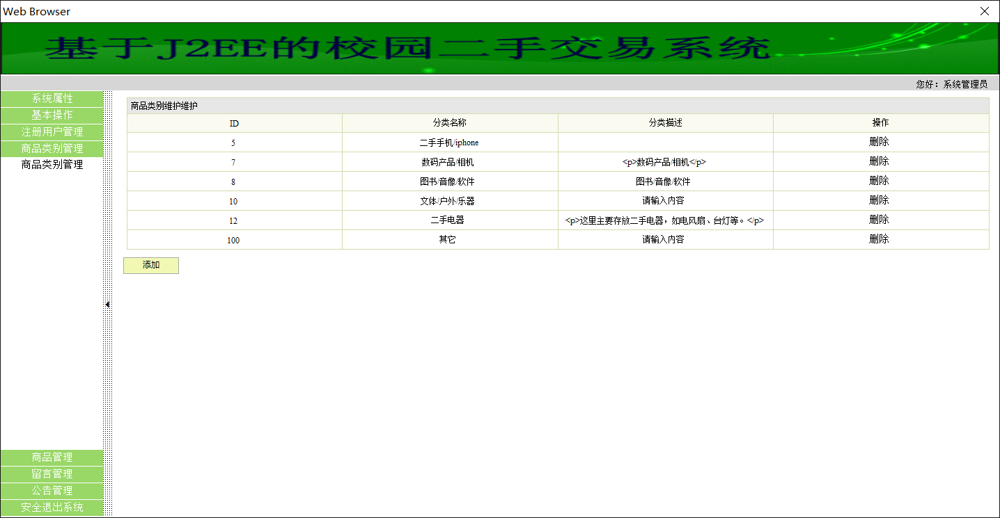 Web Browser
基于J2EE的校园二手交易系统
您好：系统管理员
系统属性
基本操作
注册用户管理
商品类别管理
商品类别管理
商品管理
留言管理
公告管理
安全退出系统
商品类别维护维护
ID 分类名称 分类描述 操作
5 二手手机/iphone 删除
7 数码产品/相机 <p>数码产品/相机</p> 删除
8 图书/音像/软件 图书/音像/软件 删除
10 文体/户外/乐器 请输入内容 删除
12 二手电器 <p>这里主要存放二手电器，如电风扇、台灯等。</p> 删除
100 其它 请输入内容 删除
添加